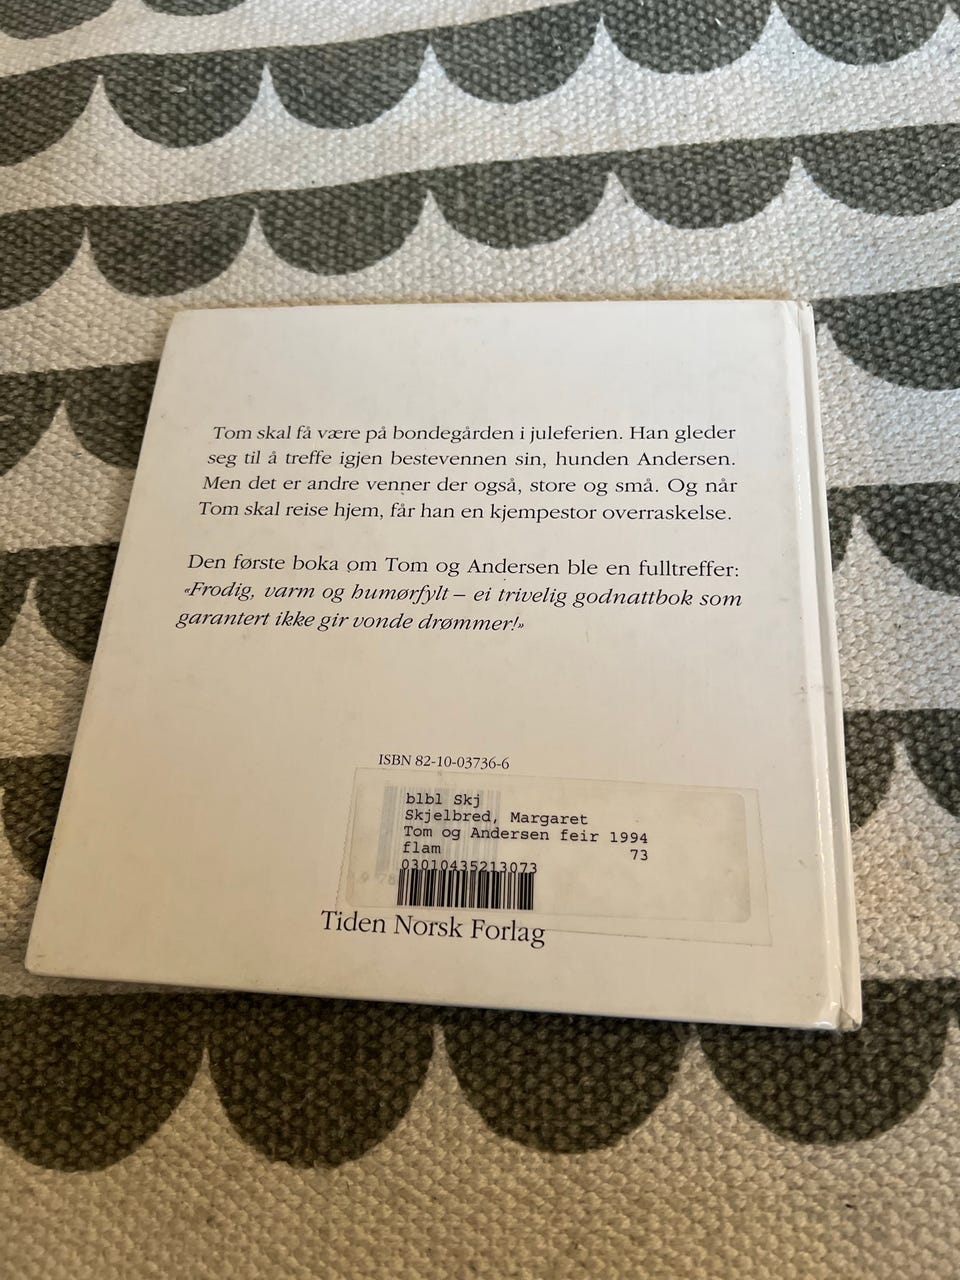 Tom skal få være på bondegården i juleferien. Han gleder
seg til å treffe igjen bestevennen sin, hunden Andersen.
Men det er andre venner der også, store og små. Og når
Tom skal reise hjem, får han en kjempestor overraskelse.
Den første boka om Tom og Andersen ble en fulltreffer:
«Frodig, varm og humørfylt – ei trivelig godnattbok som
garantert ikke gir vonde drømmer!»
ISBN 82-10-03736-6
blbl Skj
Skjelbred, Margaret
Tom og Andersen feir 1994
flam 73
03010435213073
9 78
Tiden Norsk Forlag